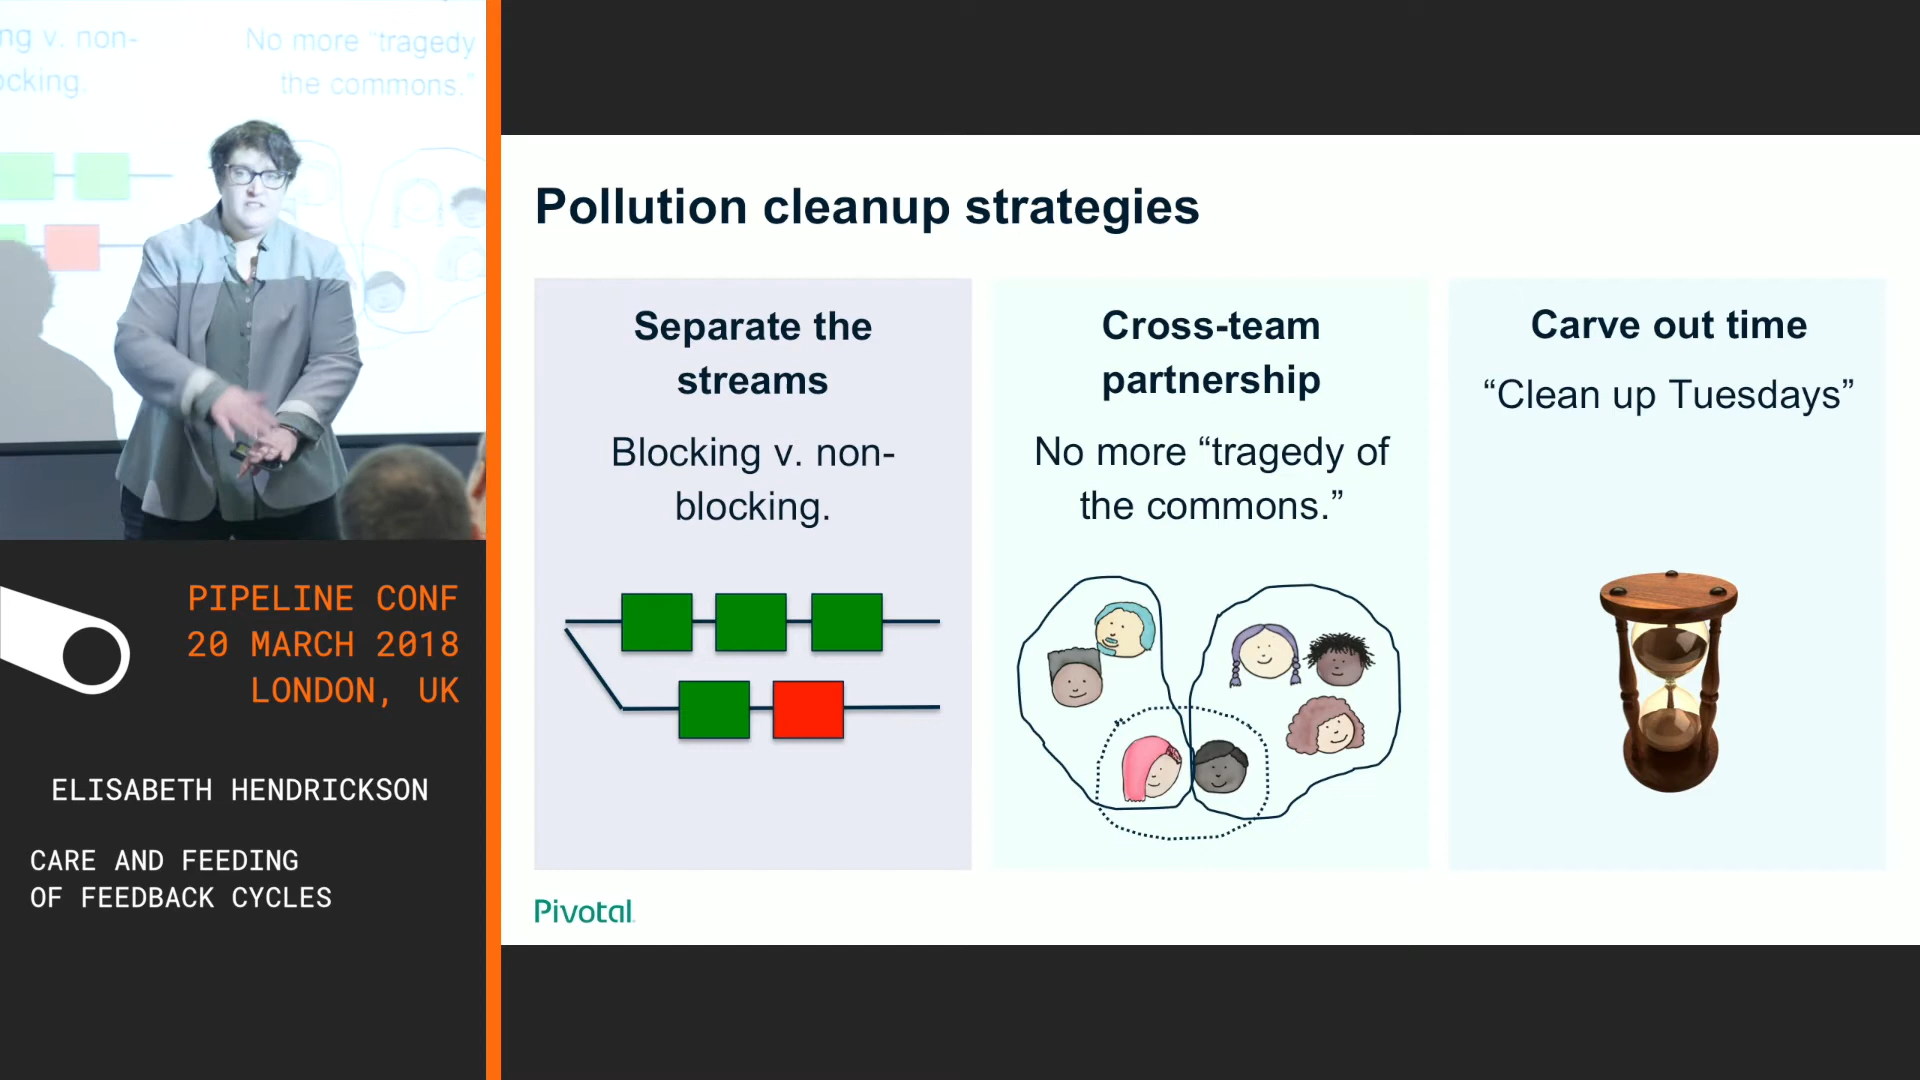 ng v. non-
ocking.
No more "tragedy
the commons."
PIPELINE CONF
20 MARCH 2018
LONDON, UK
ELISABETH HENDRICKSON
CARE AND FEEDING
OF FEEDBACK CYCLES
Pollution cleanup strategies
Separate the
streams
Blocking v. non-
blocking.
Cross-team
partnership
No more “tragedy of
the commons.”
Carve out time
“Clean up Tuesdays”
Pivotal